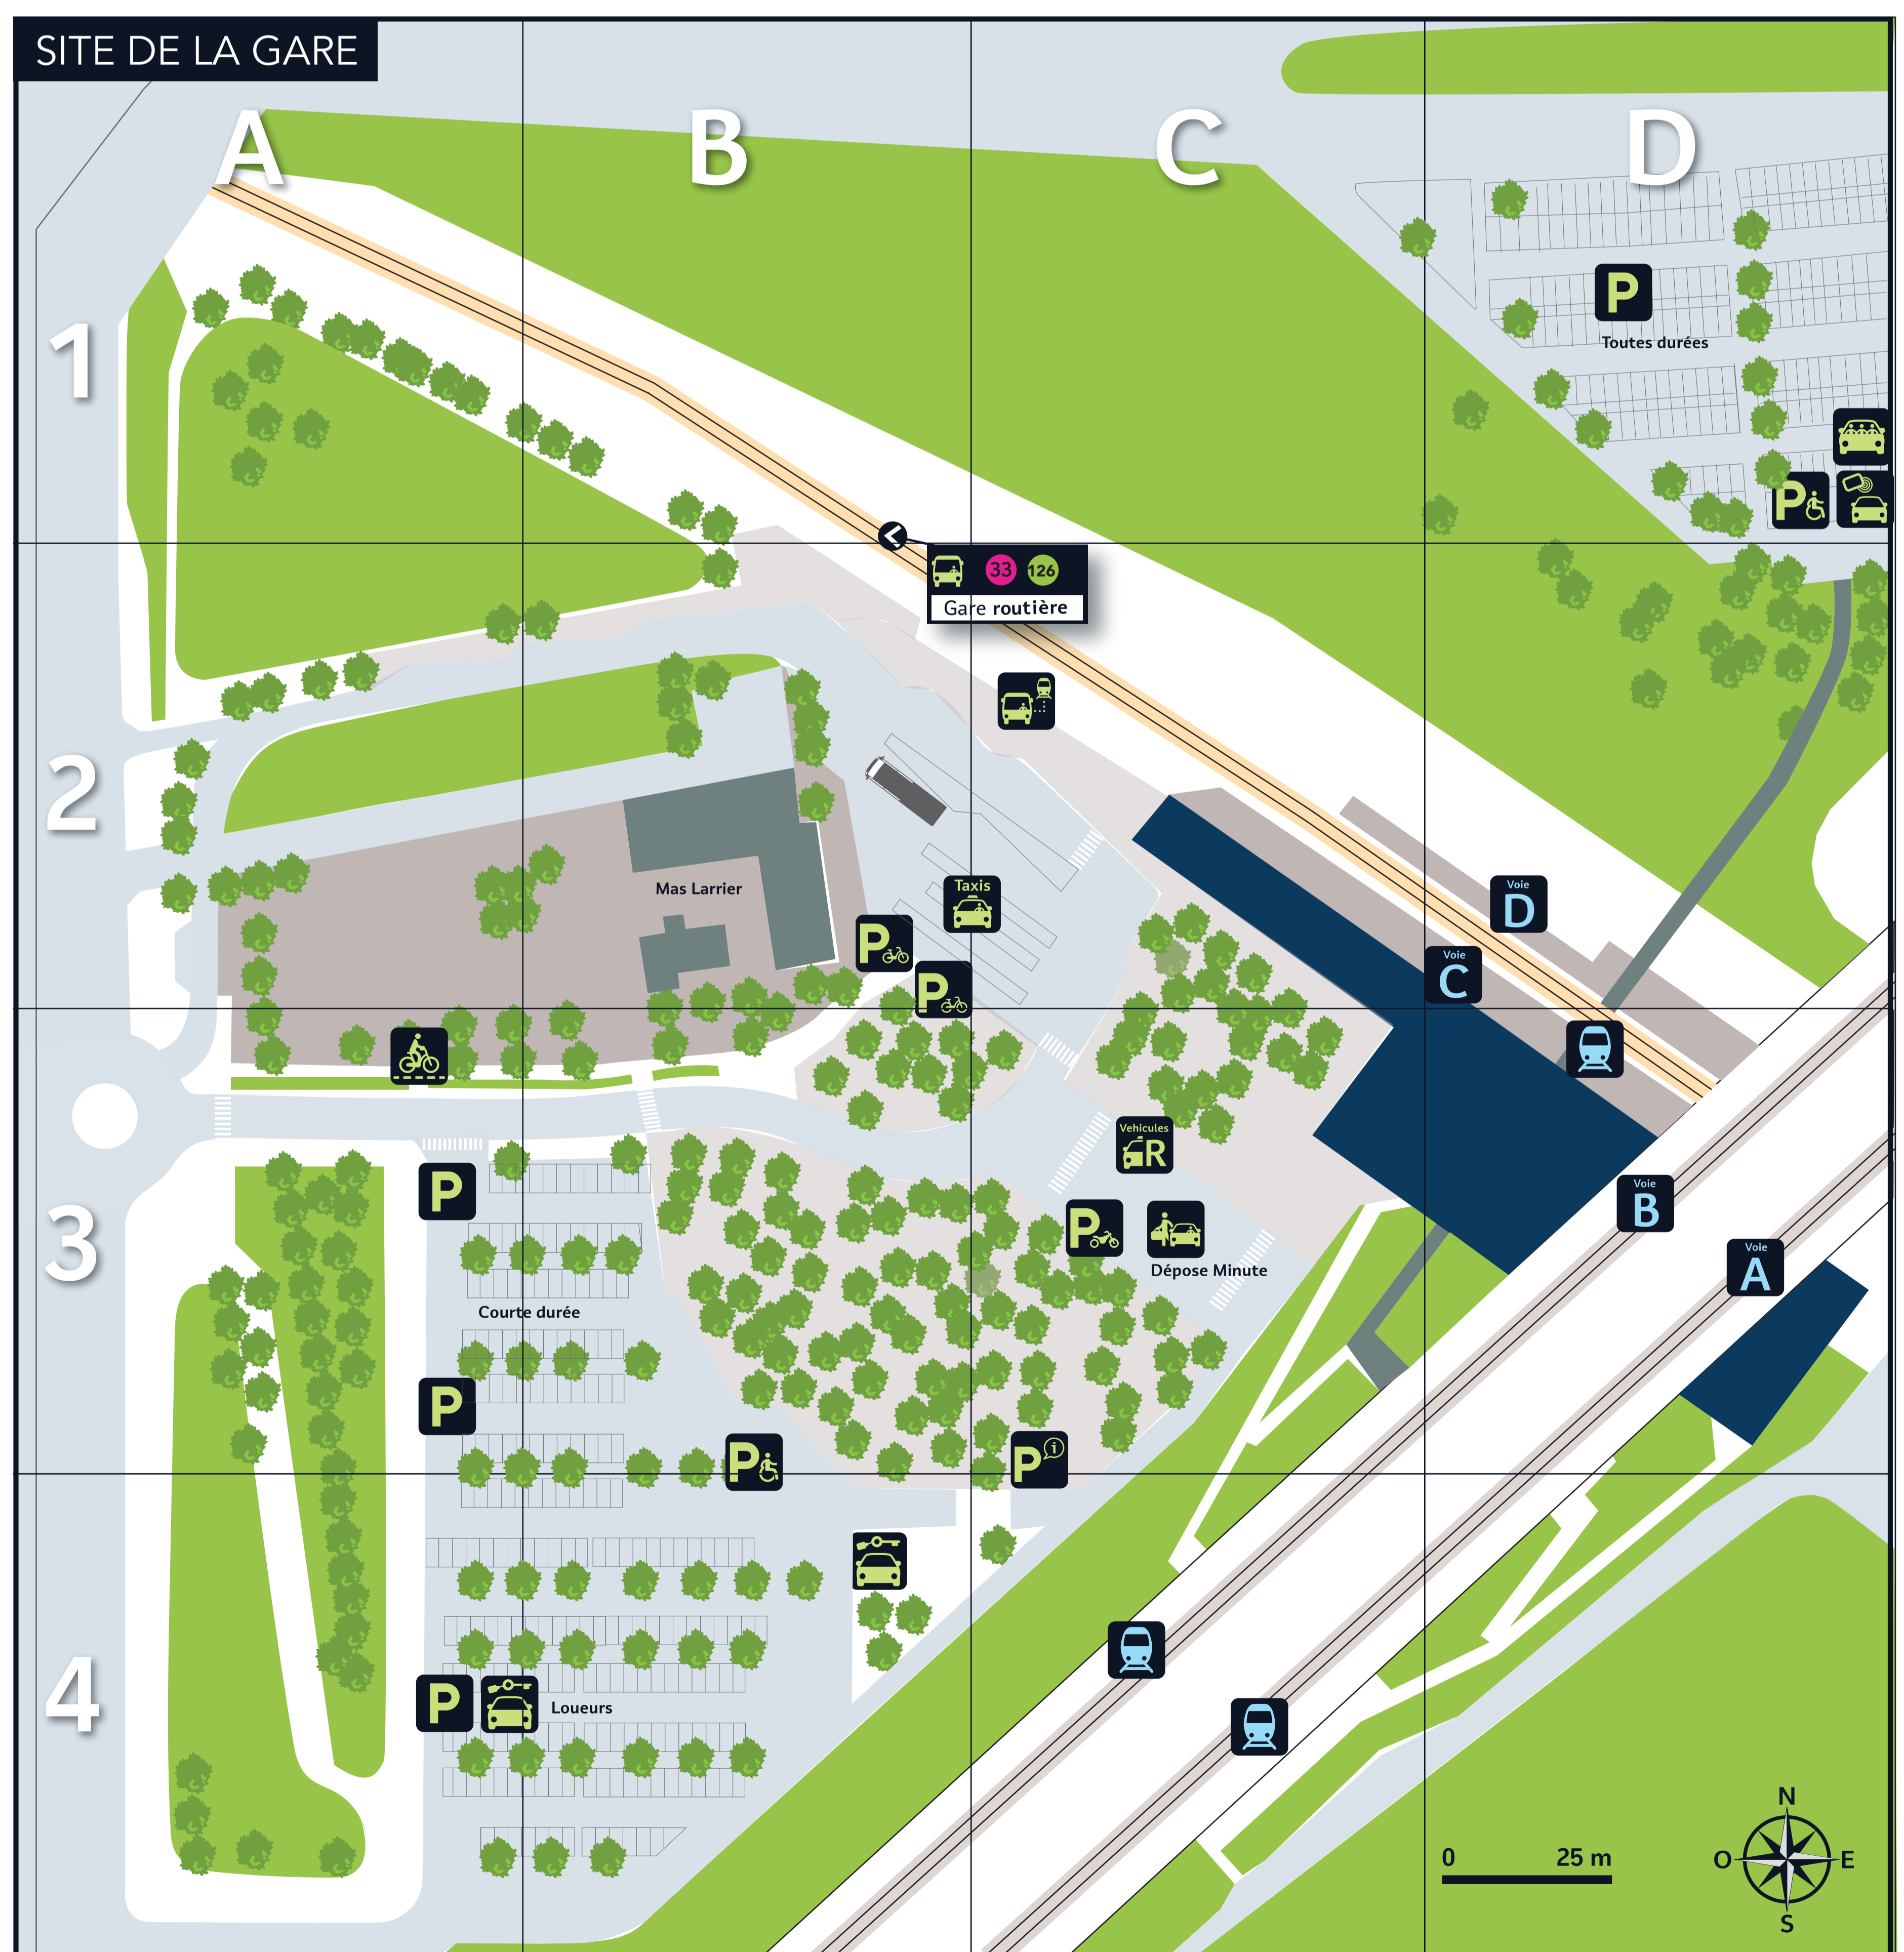 SITE DE LA GARE
A
B
C
D
1
P
Toutes durées
P
33
126
Gare routière
2
Mas Larrier
Taxis
P
P
Voie
D
Voie
C
3
Vehicules
R
P
P
Dépose Minute
Voie
B
Voie
A
Courte durée
P
P
P i
4
P
Loueurs
N
O
E
S
0
25 m